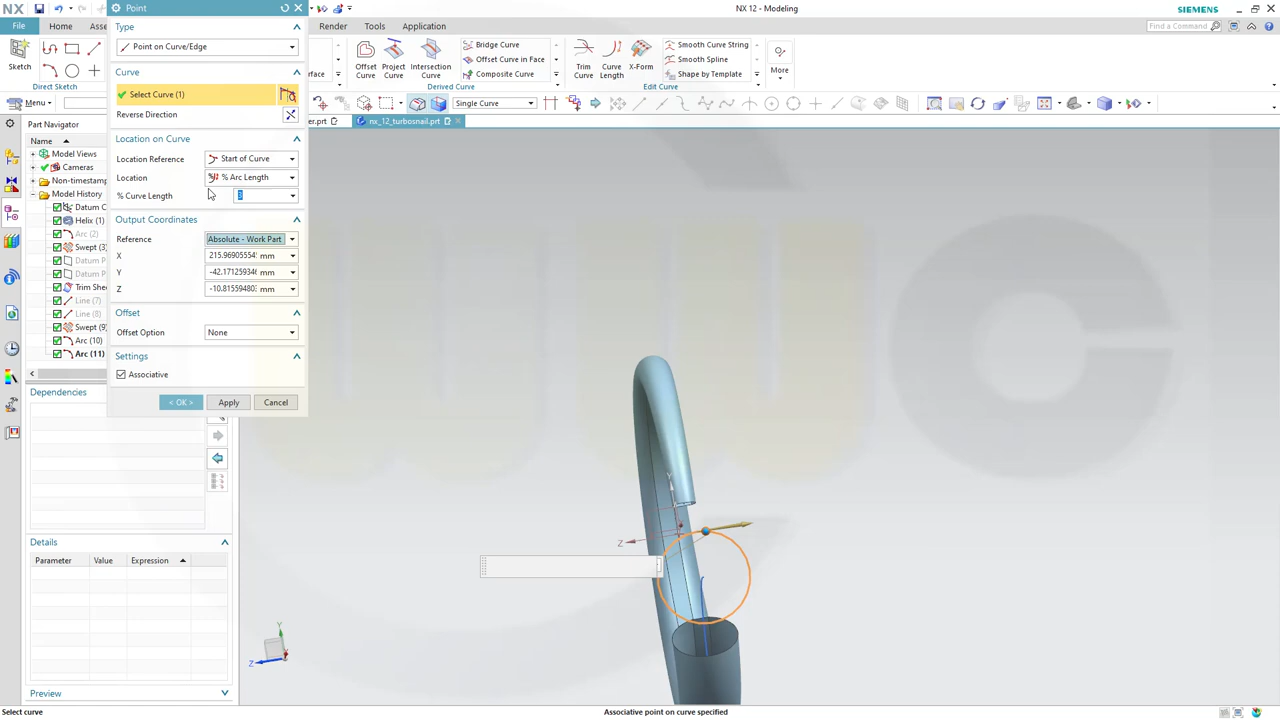 NX
Point
NX 12 - Modeling
SIEMENS
File
Home
Asse
Render
Tools
Application
Find a Command
Sketch
Direct Sketch
Offset Curve
Project Curve
Intersection Curve
Bridge Curve
Offset Curve in Face
Composite Curve
Derived Curve
Trim Curve
Curve Length
X-Form
Smooth Curve String
Smooth Spline
Shape by Template
Edit Curve
More
Menu
Single Curve
er.prt
nx_12_turbosnail.prt
Part Navigator
Name
Model Views
Cameras
Non-timestamp
Model History
Datum C
Helix (1)
Arc (2)
Swept (3)
Datum P
Datum P
Trim Shee
Line (7)
Line (8)
Swept (9)
Arc (10)
Arc (11)
Type
Point on Curve/Edge
Curve
Select Curve (1)
Reverse Direction
Location on Curve
Location Reference
Start of Curve
Location
% Arc Length
% Curve Length
Output Coordinates
Reference
Absolute - Work Part
X
215.96905554 mm
Y
-42.17125934 mm
Z
-10.81559480 mm
Offset
Offset Option
None
Settings
Associative
< OK >
Apply
Cancel
Dependencies
Details
Parameter
Value
Expression
Preview
Y
Z
Y
Z
Select curve
Associative point on curve specified